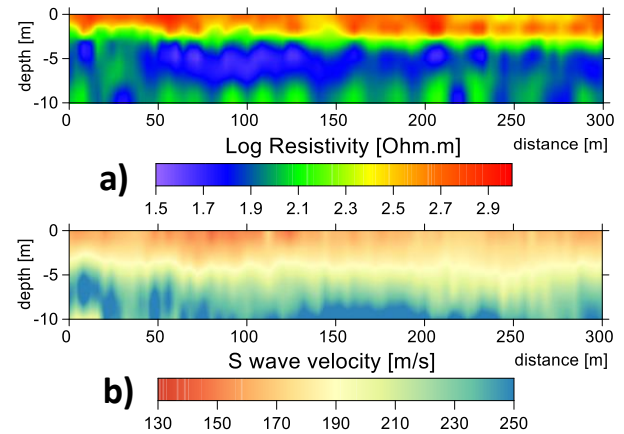 0
-5
-10
depth [m]
0 50 100 150 200 250 300
Log Resistivity [Ohm.m] distance [m]
a)
1.5 1.7 1.9 2.1 2.3 2.5 2.7 2.9
0
-5
-10
depth [m]
0 50 100 150 200 250 300
S wave velocity [m/s] distance [m]
b)
130 150 170 190 210 230 250